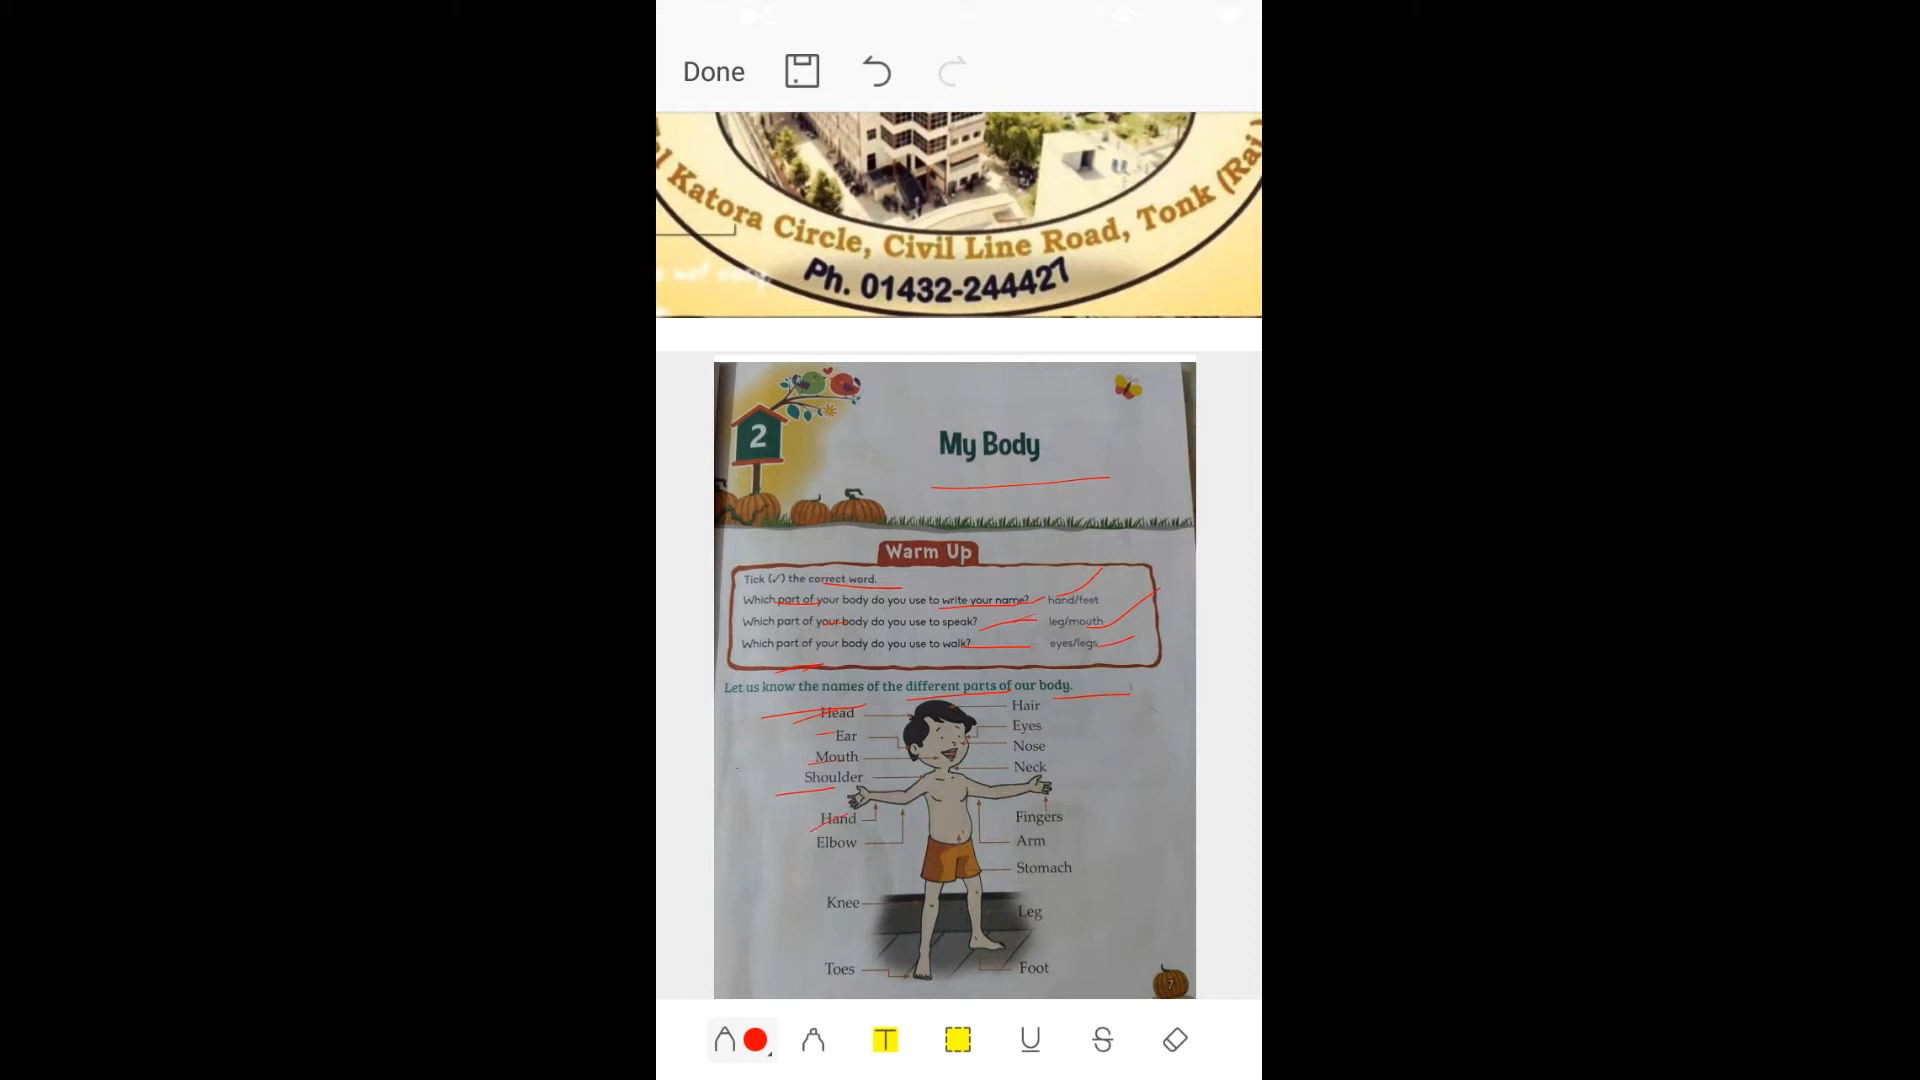 Done
Katora Circle, Civil Line Road, Tonk (Raj)
Ph. 01432-244427
2
My Body
Warm Up
Tick (✓) the correct word.
Which part of your body do you use to write your name? hand/feet
Which part of your body do you use to speak? leg/mouth
Which part of your body do you use to walk? eyes/legs
Let us know the names of the different parts of our body.
Head
Hair
Ear
Eyes
Mouth
Nose
Shoulder
Neck
Hand
Fingers
Elbow
Arm
Stomach
Knee
Leg
Toes
Foot
7
T
U
S